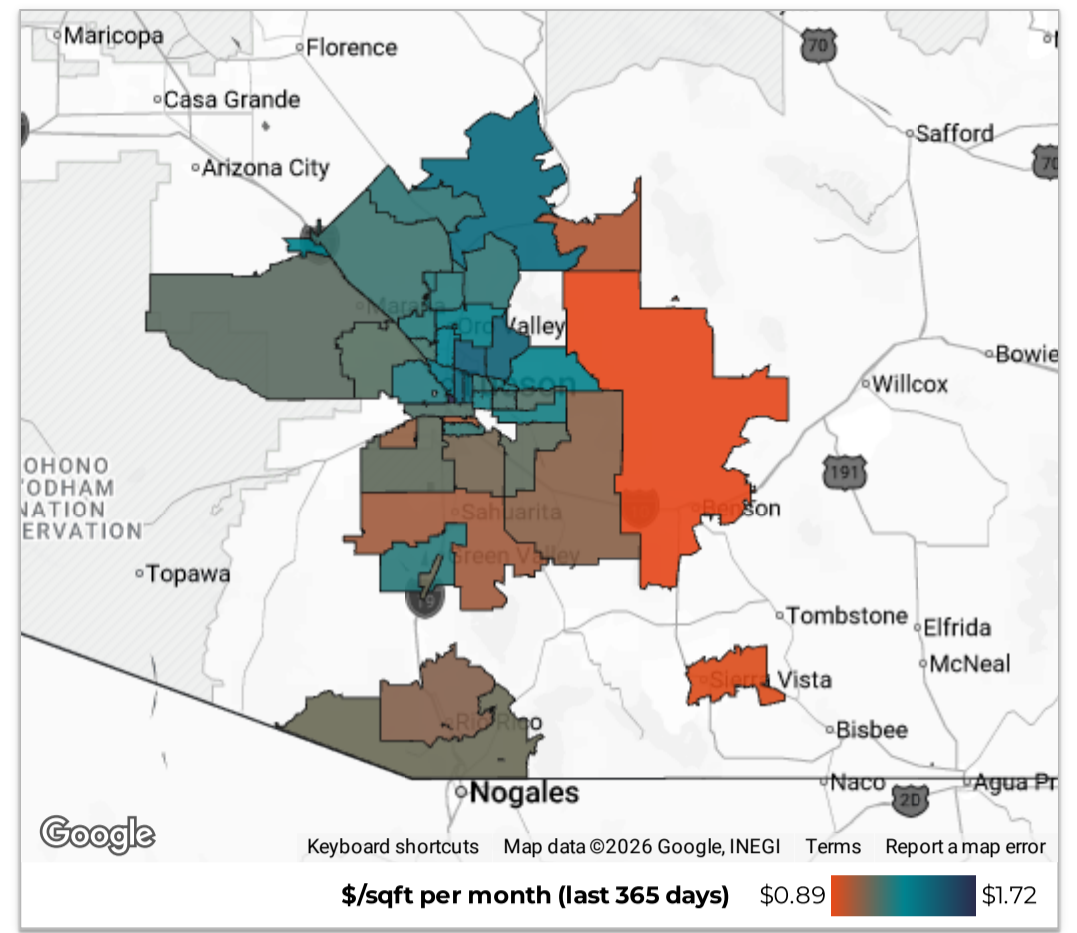 Maricopa
Florence
70
Casa Grande
Safford
Arizona City
70
Marana
Oro Valley
Bowie
Tucson
Willcox
OHONO
'ODHAM
NATION
ERVATION
191
Sahuarita
Benson
Green Valley
Topawa
19
Tombstone
Elfrida
McNeal
Sierra Vista
Rio Rico
Bisbee
Nogales
Naco
Agua Pr
2D
Google
Keyboard shortcuts Map data ©2026 Google, INEGI Terms Report a map error
$/sqft per month (last 365 days) $0.89 $1.72